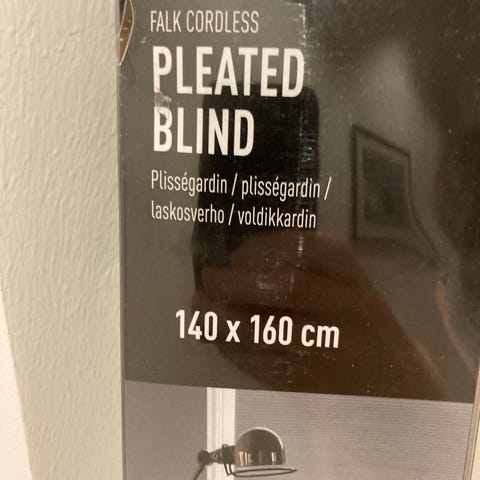 FALK CORDLESS
PLEATED
BLIND
Plisségardin / plisségardin /
laskosverho / voldikkardin
140 x 160 cm